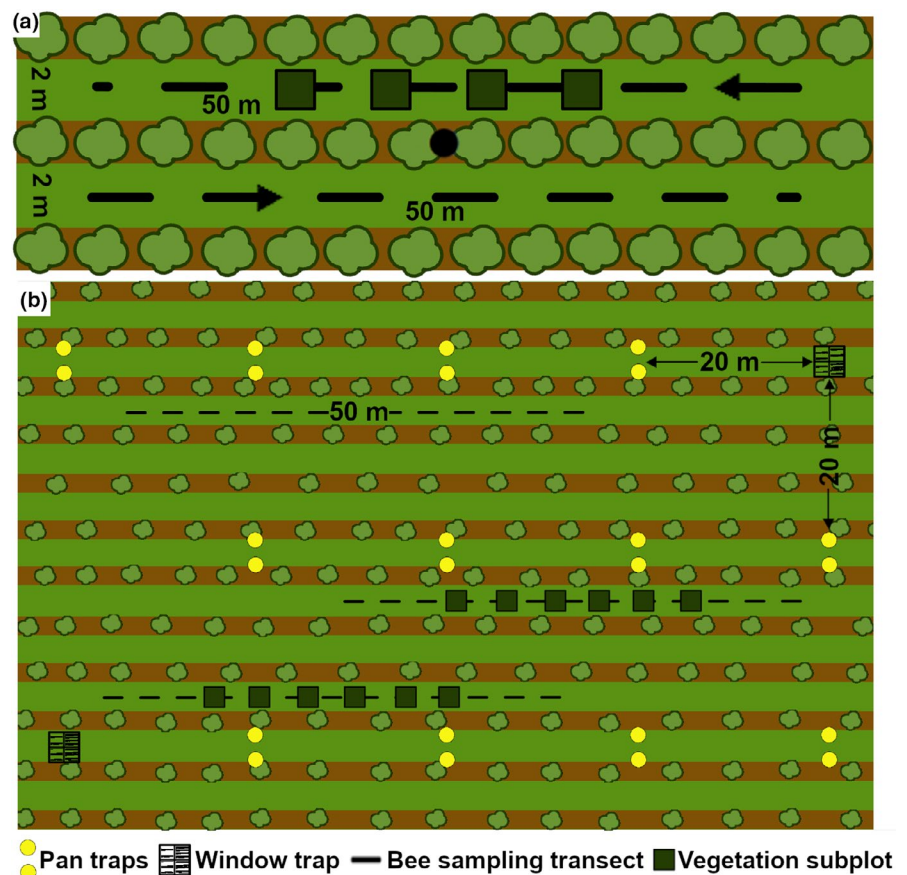 (a)
2 m
50 m
2 m
50 m
(b)
20 m
50 m
20 m
Pan traps Window trap Bee sampling transect Vegetation subplot